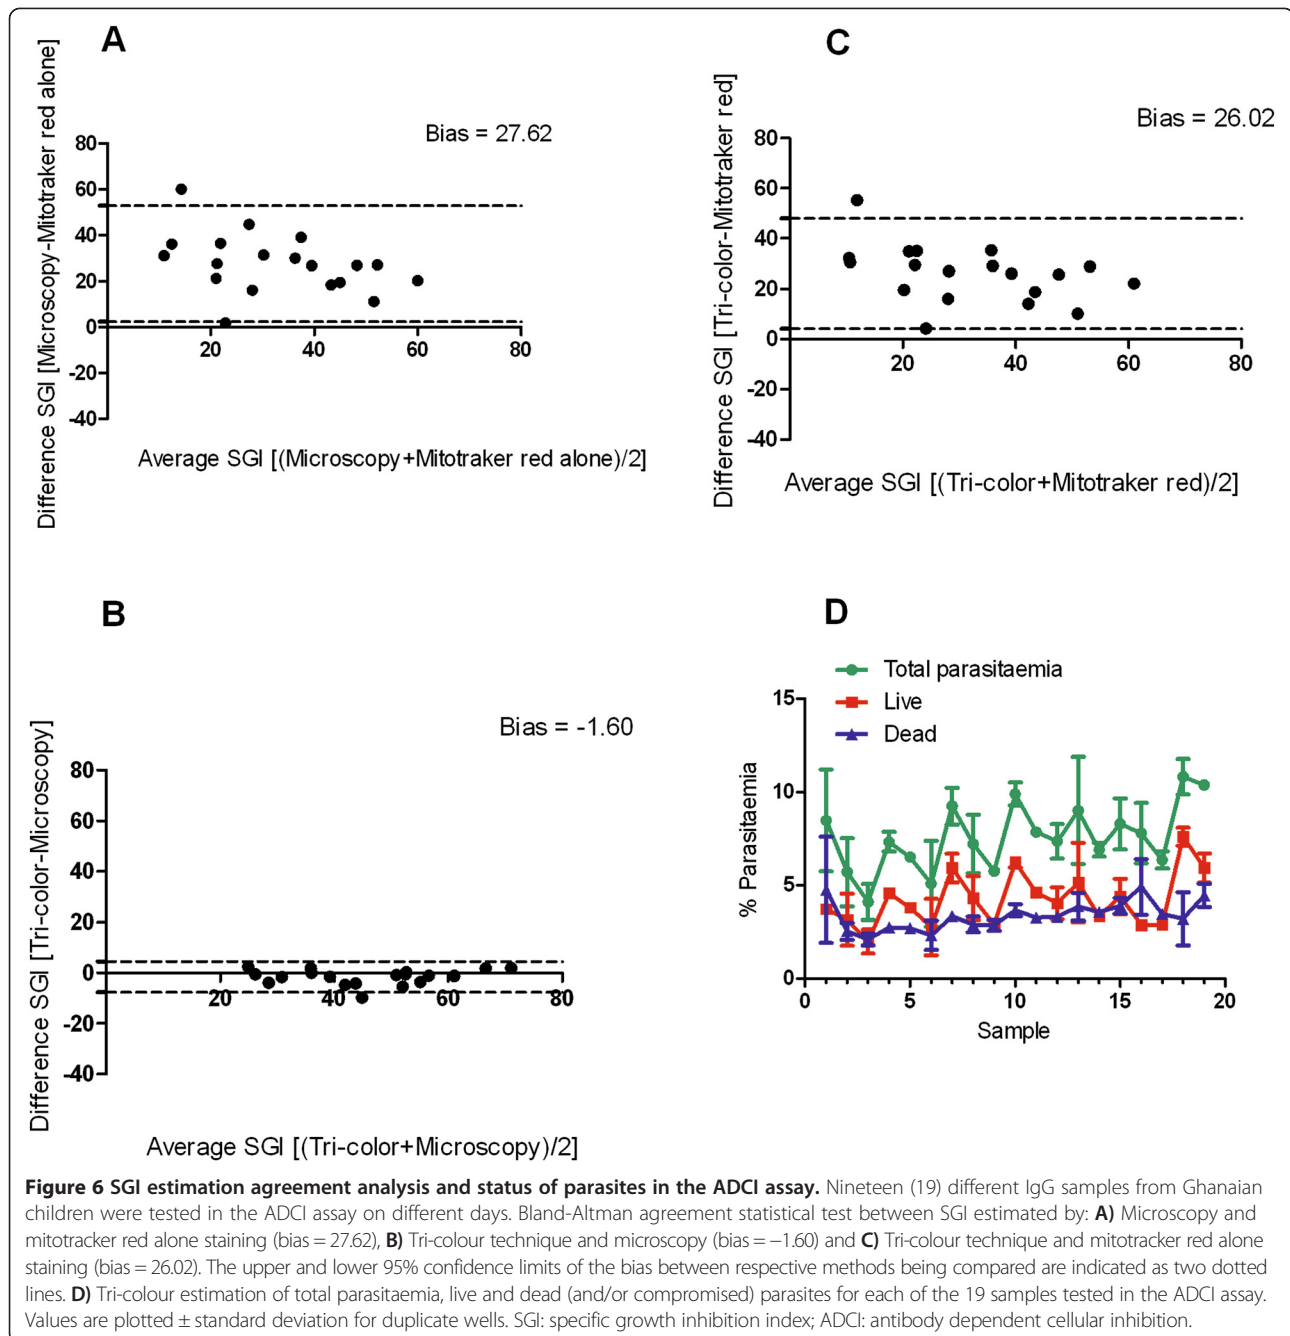 A
Difference SGI [Microscopy-Mitotraker red alone]
Bias = 27.62
80
60
40
20
0
-20
-40
20 40 60 80
Average SGI [(Microscopy+Mitotraker red alone)/2]
C
Difference SGI [Tri-color-Mitotraker red]
Bias = 26.02
80
60
40
20
0
-20
-40
20 40 60 80
Average SGI [(Tri-color+Mitotraker red)/2]
B
Difference SGI [Tri-color-Microscopy]
Bias = -1.60
80
60
40
20
0
-20
-40
20 40 60 80
Average SGI [(Tri-color+Microscopy)/2]
D
Total parasitaemia
Live
Dead
% Parasitaemia
15
10
5
0
0 5 10 15 20
Sample
Figure 6 SGI estimation agreement analysis and status of parasites in the ADCI assay. Nineteen (19) different IgG samples from Ghanaian
children were tested in the ADCI assay on different days. Bland-Altman agreement statistical test between SGI estimated by: A) Microscopy and
mitotracker red alone staining (bias = 27.62), B) Tri-colour technique and microscopy (bias = −1.60) and C) Tri-colour technique and mitotracker red alone
staining (bias = 26.02). The upper and lower 95% confidence limits of the bias between respective methods being compared are indicated as two dotted
lines. D) Tri-colour estimation of total parasitaemia, live and dead (and/or compromised) parasites for each of the 19 samples tested in the ADCI assay.
Values are plotted ± standard deviation for duplicate wells. SGI: specific growth inhibition index; ADCI: antibody dependent cellular inhibition.